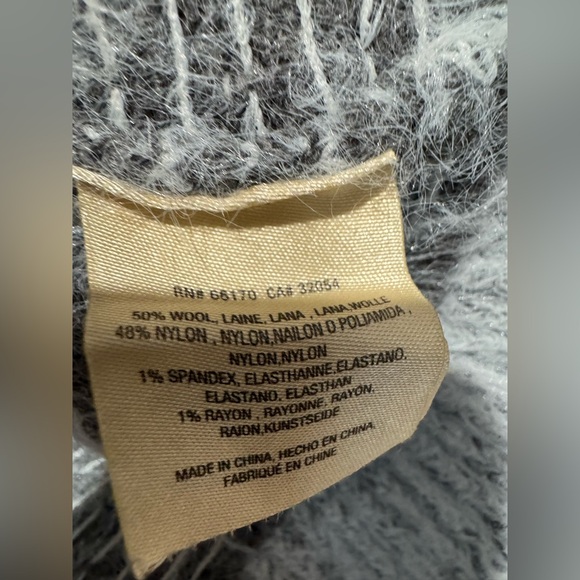 RN# 66170 CA# 32054
50% WOOL, LAINE, LANA , LANA,WOLLE
48% NYLON , NYLON,NAILON O POLIAMIDA ,
NYLON,NYLON
1% SPANDEX, ELASTHANNE,ELASTANO,
ELASTANO, ELASTHAN
1% RAYON , RAYONNE, RAYON,
RAION,KUNSTSEIDE
MADE IN CHINA, HECHO EN CHINA,
FABRIQUÉ EN CHINE